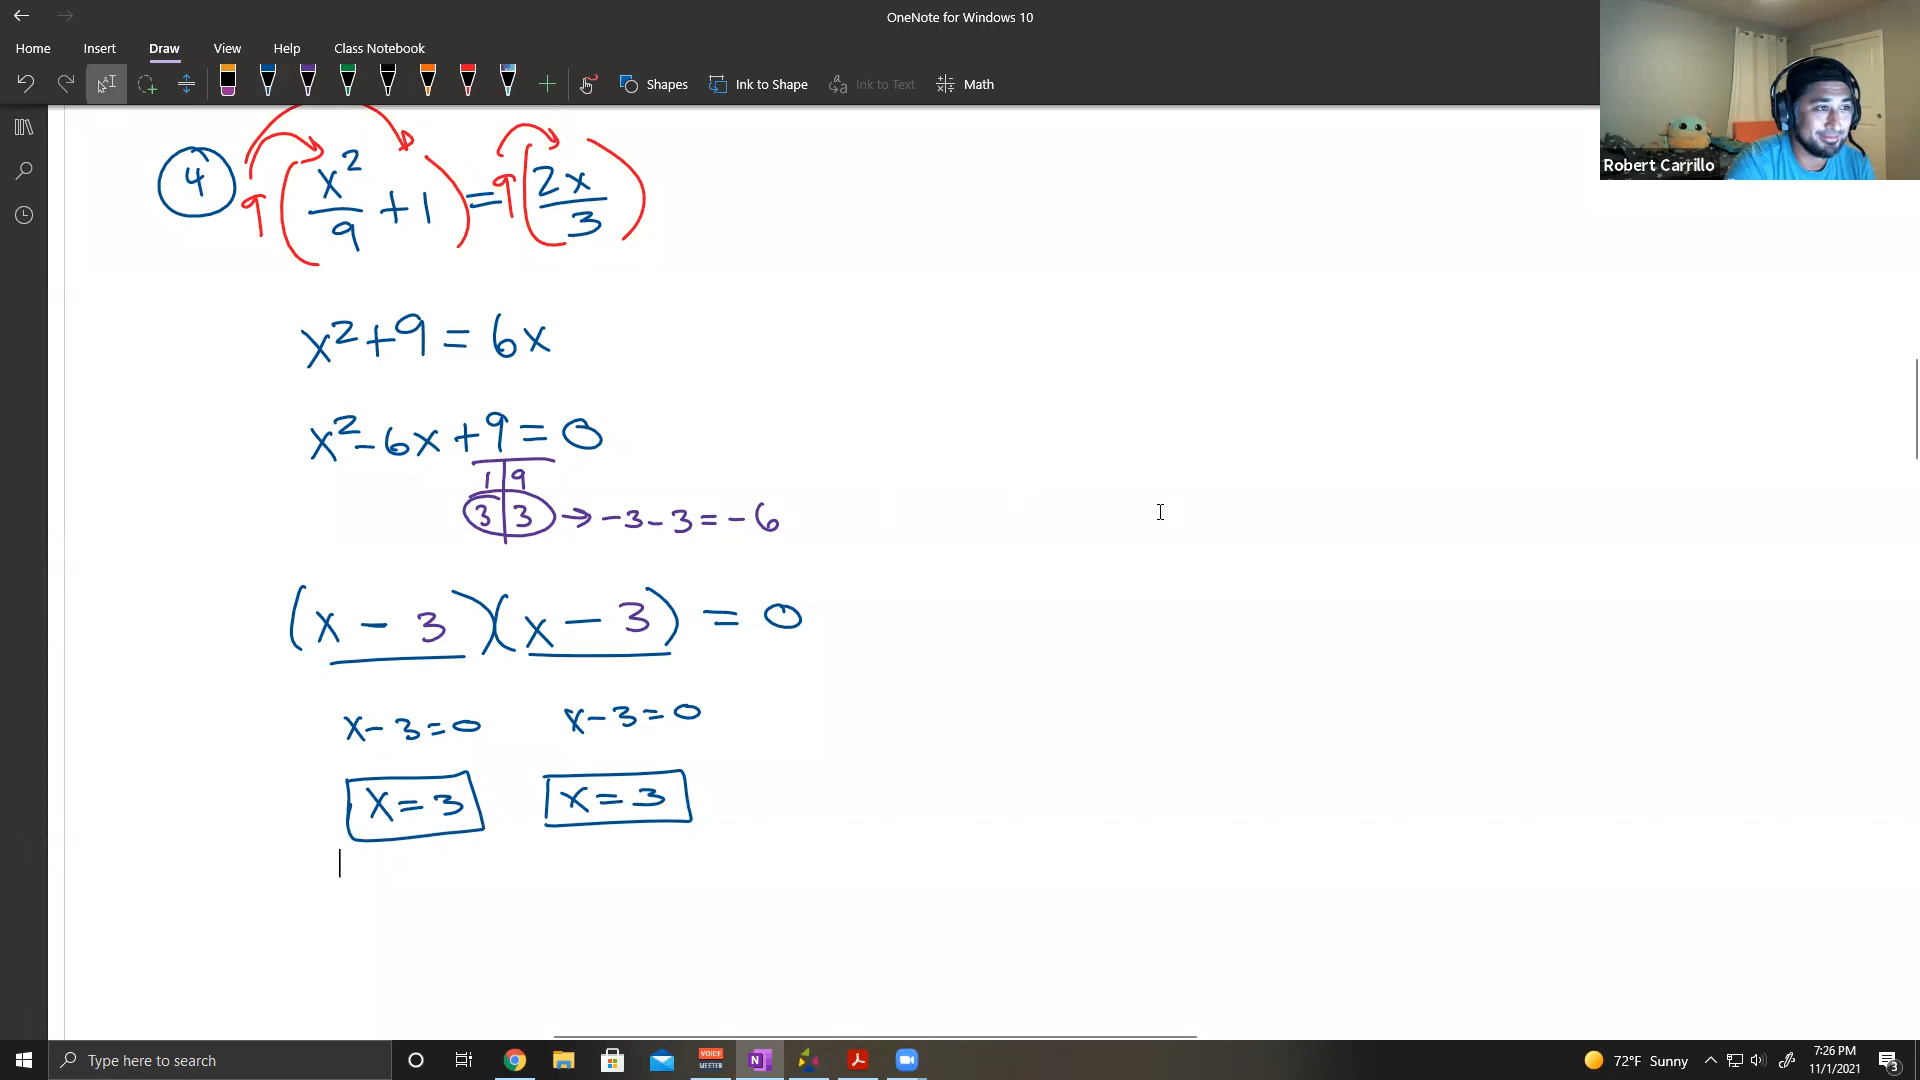 OneNote for Windows 10
Home Insert Draw View Help Class Notebook
Shapes Ink to Shape Ink to Text Math
Robert Carrillo
4 9(x²/9 + 1) = 9(2x/3)
x² + 9 = 6x
x² - 6x + 9 = 0
1 | 9
3 | 3 → -3 - 3 = -6
(x - 3)(x - 3) = 0
x - 3 = 0 x - 3 = 0
x = 3 x = 3
Type here to search
VOICE MEETER
N
72°F Sunny
7:26 PM
11/1/2021
3